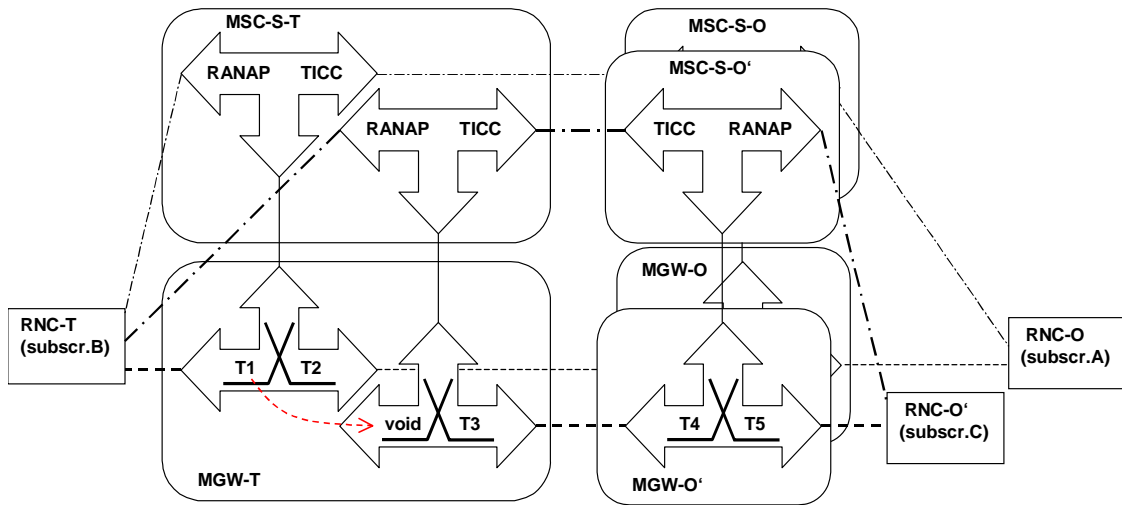 MSC-S-T
MSC-S-O
MSC-S-O‘
RANAP TICC
RANAP TICC
TICC RANAP
MGW-O
RNC-T
(subscr.B)
RNC-O
(subscr.A)
T1 T2
void T3
T4 T5
RNC-O‘
(subscr.C)
MGW-T
MGW-O‘